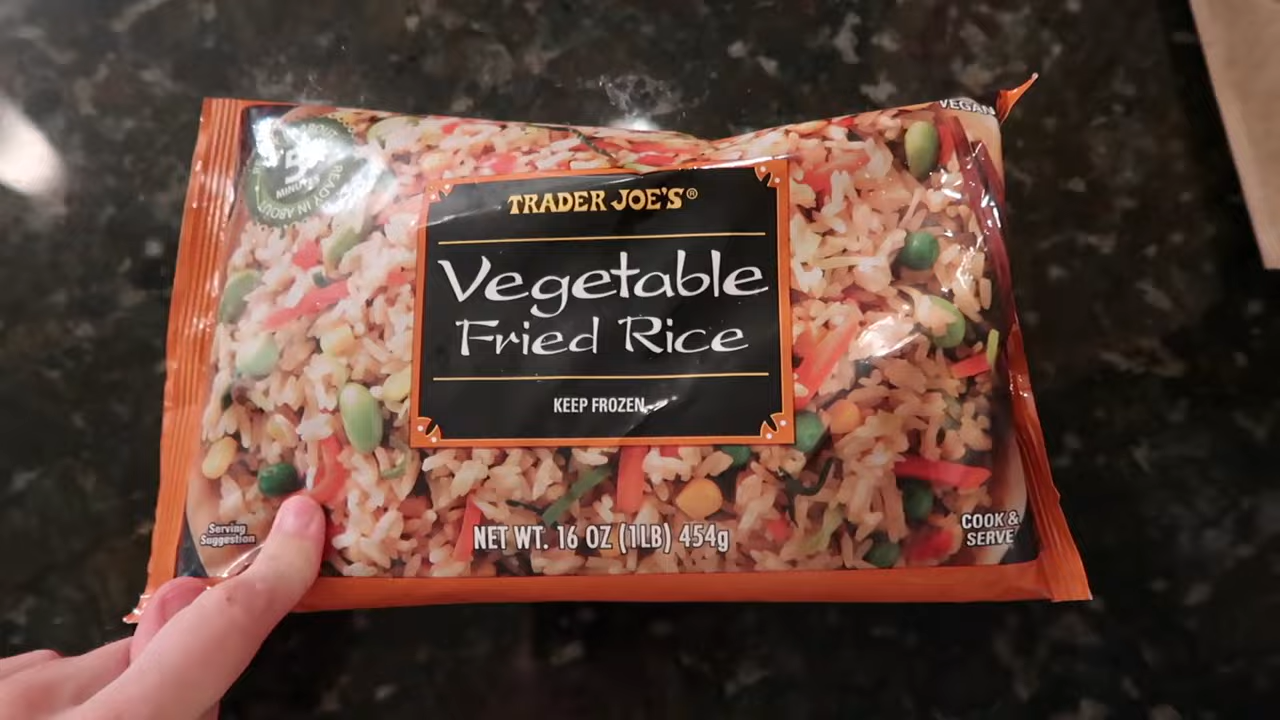 VEGAN
READY IN ABOUT
5
MINUTES
TRADER JOE'S®
Vegetable
Fried Rice
KEEP FROZEN
Serving
Suggestion
NET WT. 16 OZ (1LB) 454g
COOK &
SERVE